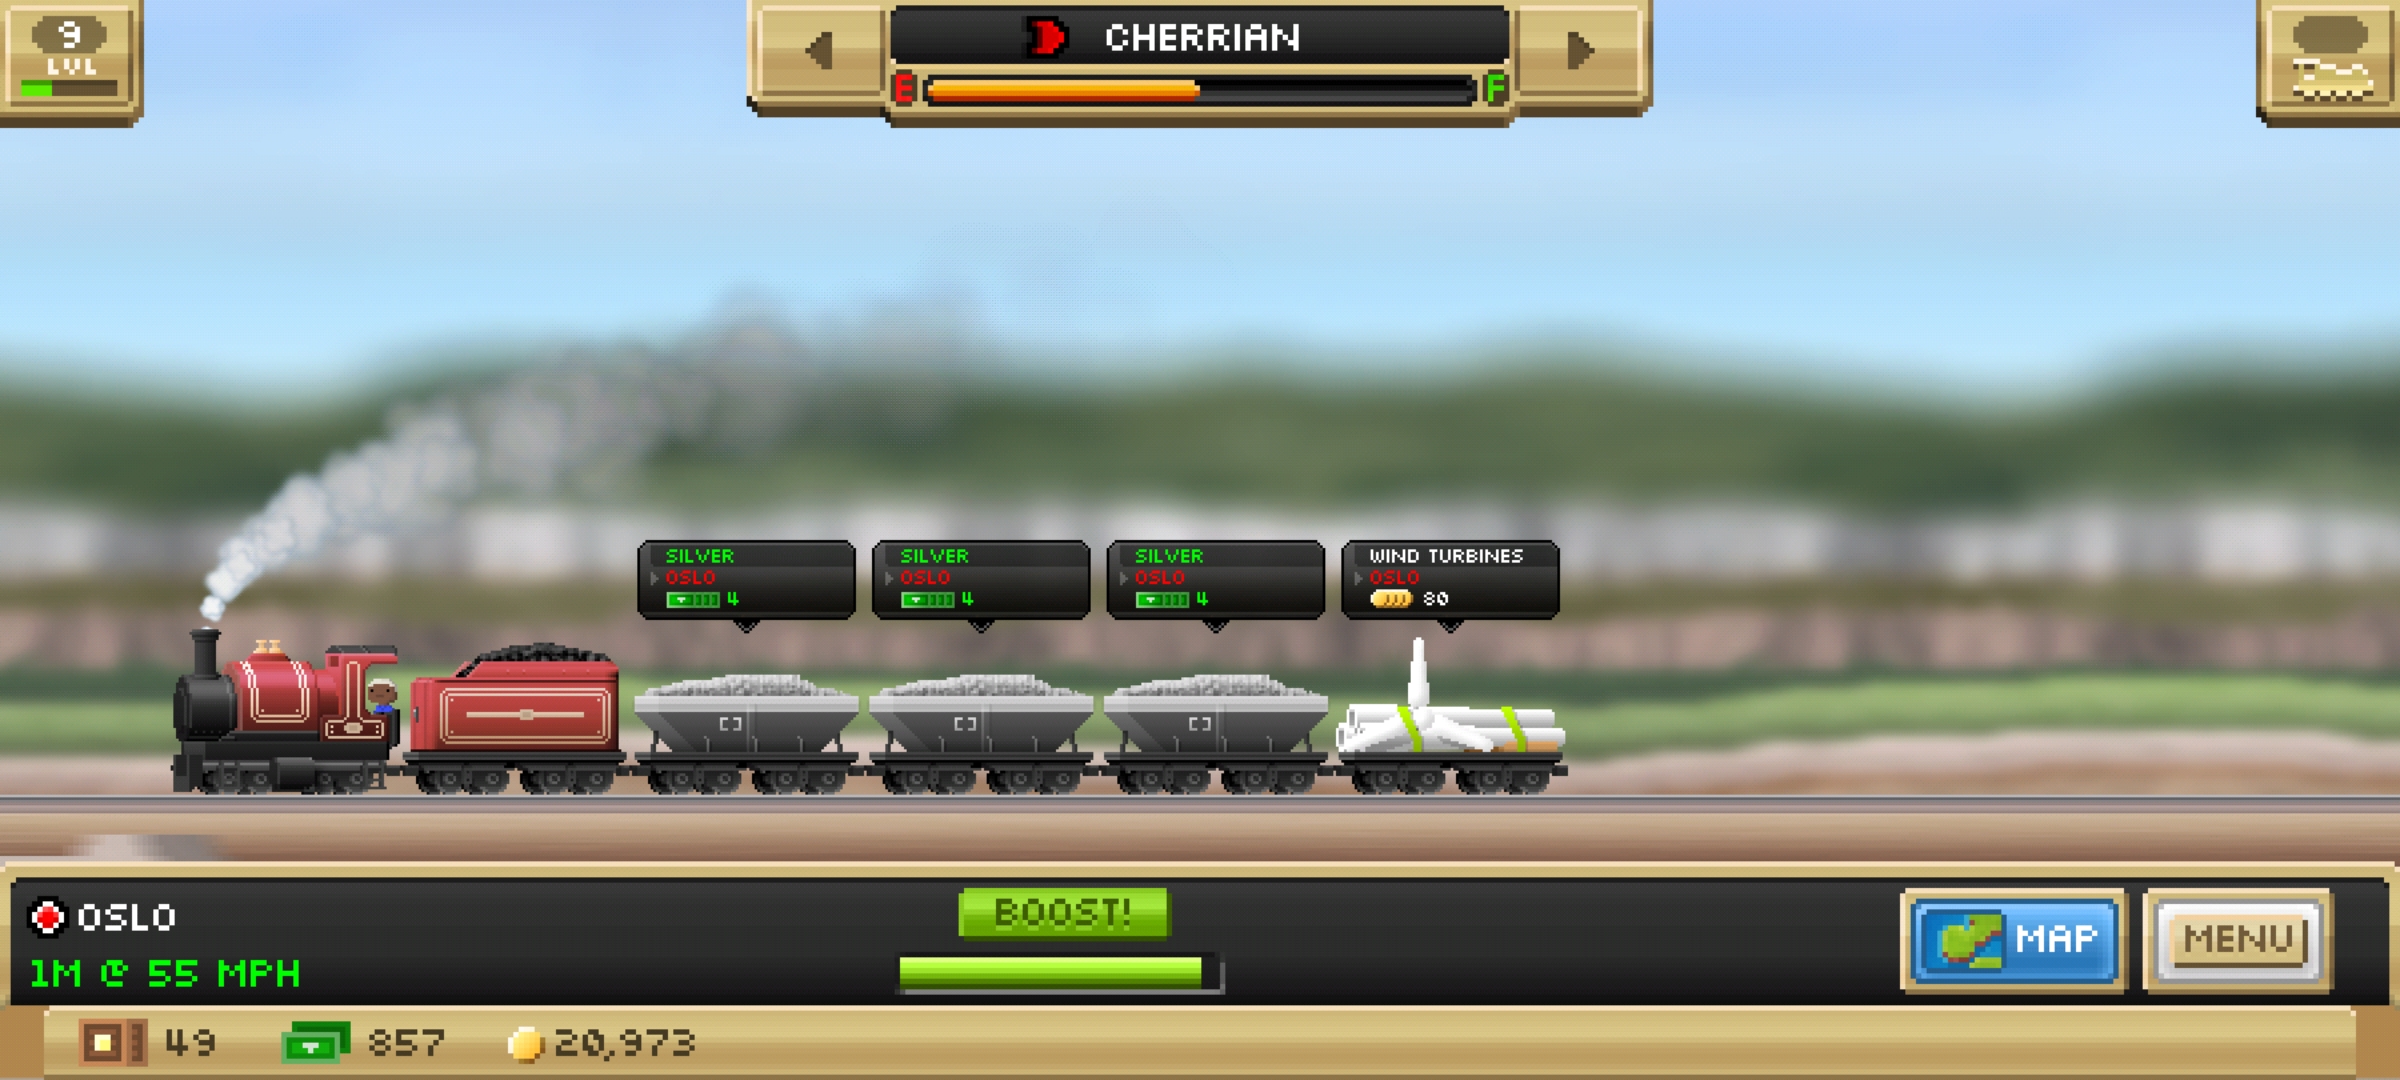 9
LVL
CHERRIAN
E F
SILVER
OSLO
4
SILVER
OSLO
4
SILVER
OSLO
4
WIND TURBINES
OSLO
80
OSLO
1M @ 55 MPH
BOOST!
MAP
MENU
49
857
20,973